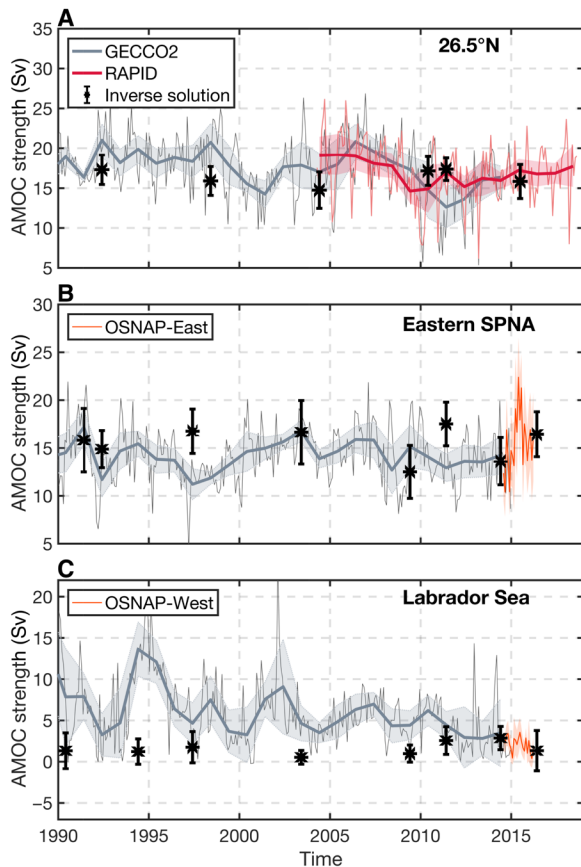 A
26.5°N
GECCO2
RAPID
Inverse solution
AMOC strength (Sv)
35
30
25
20
15
10
5
B
OSNAP-East
Eastern SPNA
AMOC strength (Sv)
30
25
20
15
10
5
C
OSNAP-West
Labrador Sea
AMOC strength (Sv)
20
15
10
5
0
−5
1990 1995 2000 2005 2010 2015
Time